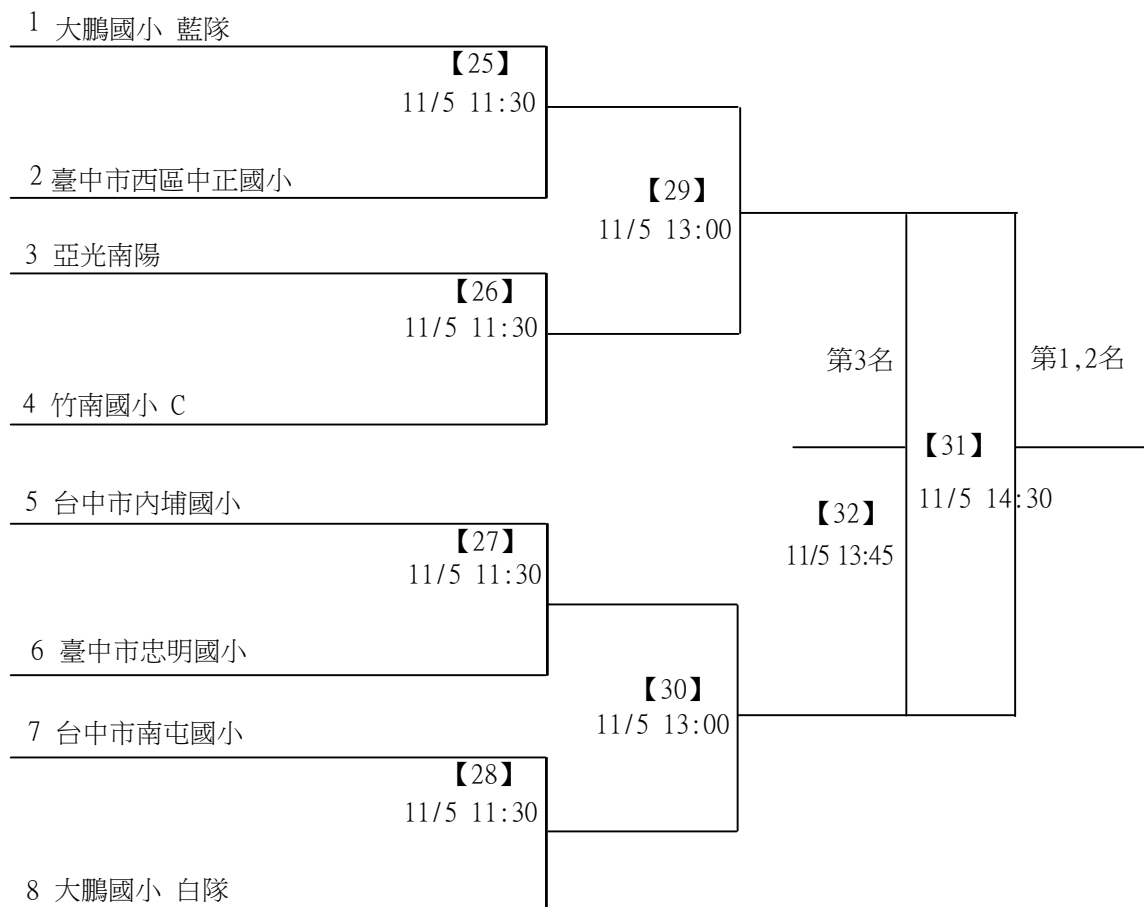 1 大鵬國小 藍隊
【25】
11/5 11:30
2 臺中市西區中正國小
【29】
11/5 13:00
3 亞光南陽
【26】
11/5 11:30
4 竹南國小 C
第3名
第1,2名
【31】
11/5 14:30
【32】
11/5 13:45
5 台中市內埔國小
【27】
11/5 11:30
6 臺中市忠明國小
【30】
11/5 13:00
7 台中市南屯國小
【28】
11/5 11:30
8 大鵬國小 白隊